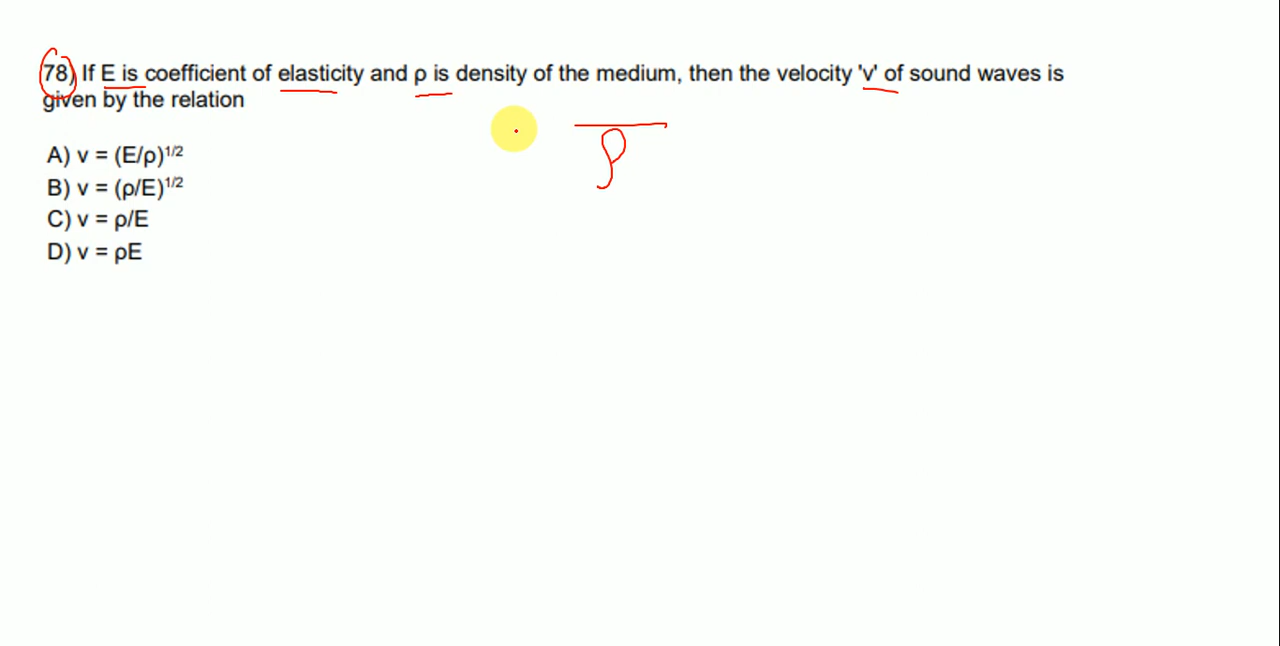 78) If E is coefficient of elasticity and ρ is density of the medium, then the velocity 'v' of sound waves is
given by the relation
ρ
A) v = (E/ρ)^1/2
B) v = (ρ/E)^1/2
C) v = ρ/E
D) v = ρE